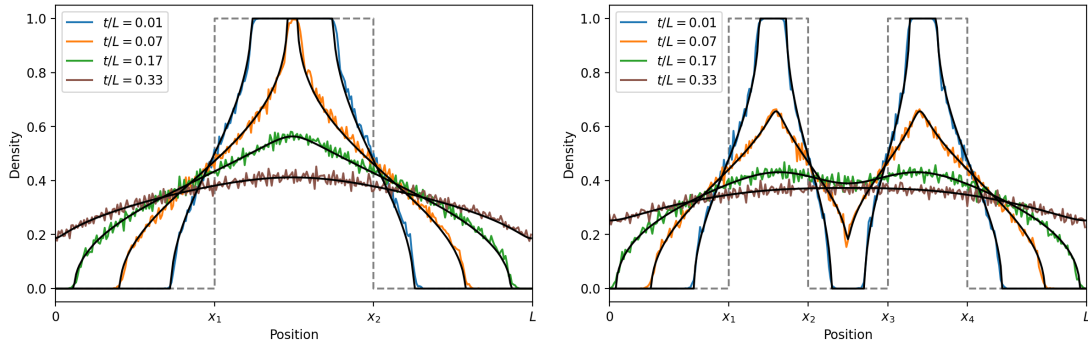 1.0
0.8
0.6
0.4
0.2
0.0
Density
t/L = 0.01
t/L = 0.07
t/L = 0.17
t/L = 0.33
0 x₁ x₂ L
Position
1.0
0.8
0.6
0.4
0.2
0.0
Density
t/L = 0.01
t/L = 0.07
t/L = 0.17
t/L = 0.33
0 x₁ x₂ x₃ x₄ L
Position